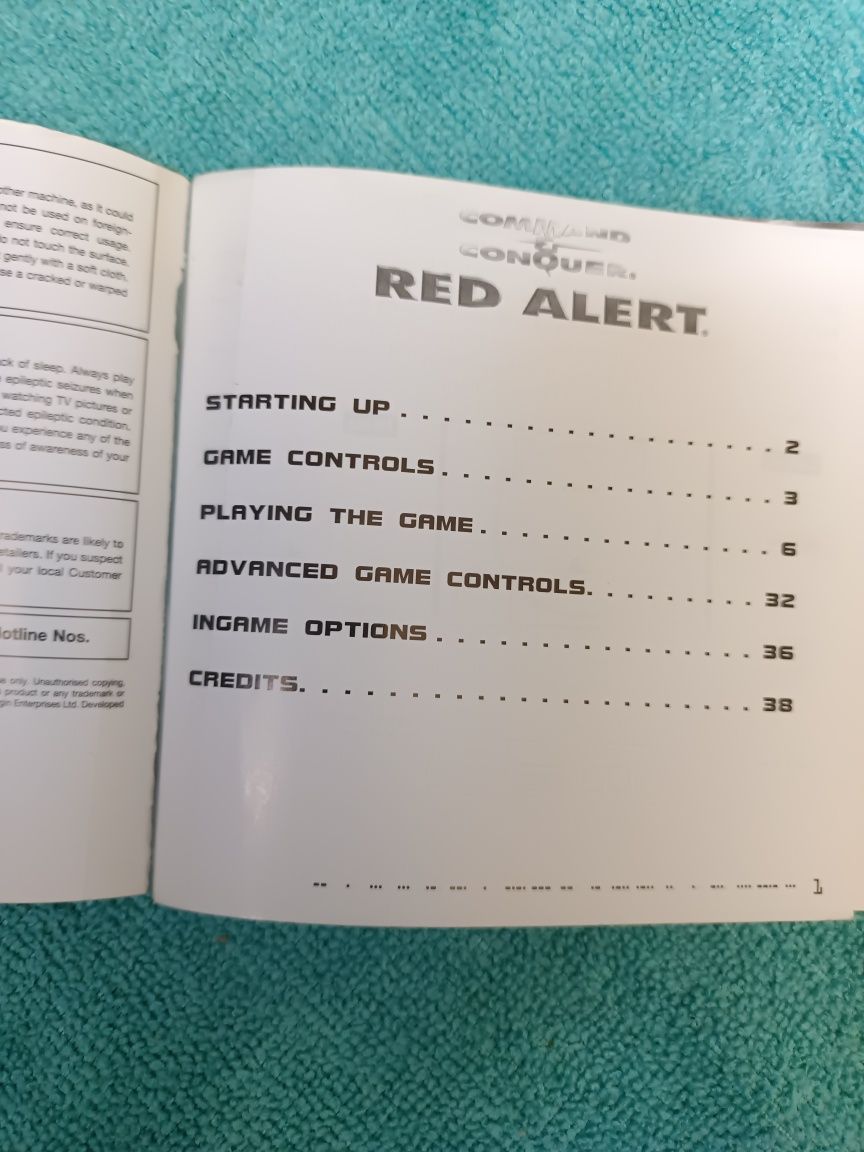 other machine, as it could
not be used on foreign-
ensure correct usage.
do not touch the surface.
gently with a soft cloth.
se a cracked or warped
ck of sleep. Always play
epileptic seizures when
watching TV pictures or
cted epileptic condition.
ou experience any of the
ss of awareness of your
rademarks are likely to
etailers. If you suspect
your local Customer
Hotline Nos.
only. Unauthorised copying,
product or any trademark or
gin Enterprises Ltd. Developed
COMMAND
&
CONQUER®
RED ALERT®
STARTING UP . . . . . . . . . . . . . . . . . . 2
GAME CONTROLS . . . . . . . . . . . . . . . . 3
PLAYING THE GAME . . . . . . . . . . . . . . 6
ADVANCED GAME CONTROLS. . . . . . . . . 32
INGAME OPTIONS . . . . . . . . . . . . . . . 36
CREDITS. . . . . . . . . . . . . . . . . . . . . 38
1